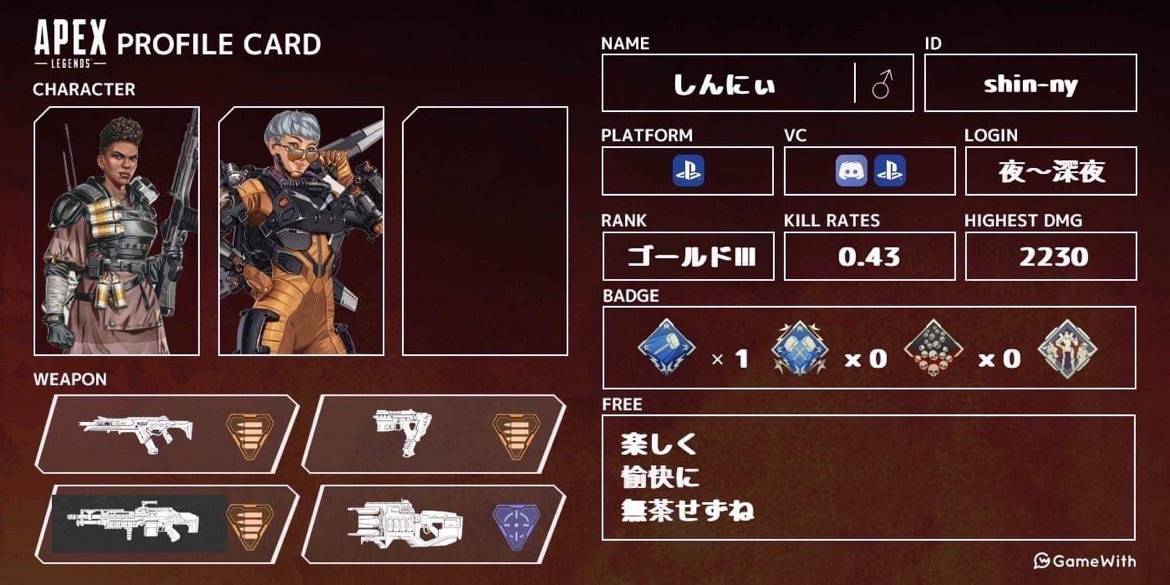 APEX
LEGENDS
PROFILE CARD
CHARACTER
WEAPON
NAME
しんにぃ
♂
ID
shin-ny
PLATFORM
VC
LOGIN
夜〜深夜
RANK
ゴールドⅢ
KILL RATES
0.43
HIGHEST DMG
2230
BADGE
× 1
x 0
x 0
FREE
楽しく
愉快に
無茶せずね
GameWith